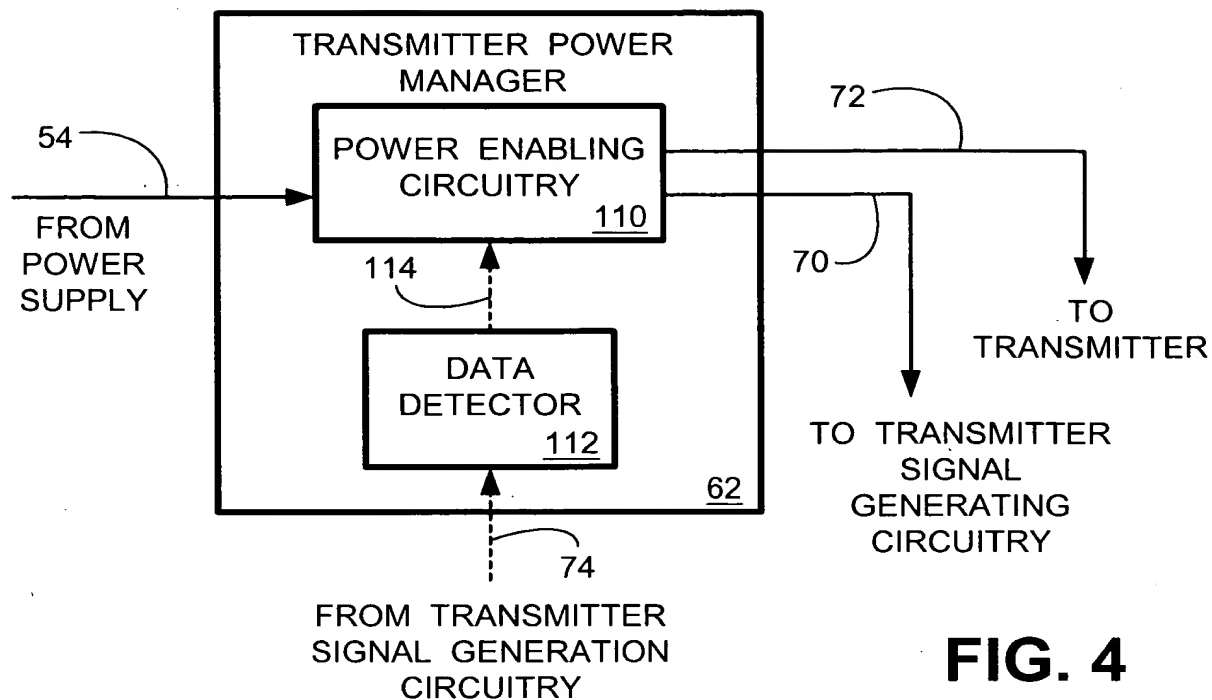 TRANSMITTER POWER
MANAGER
72
54
POWER ENABLING
CIRCUITRY
110
FROM
POWER
SUPPLY
70
114
TO
TRANSMITTER
DATA
DETECTOR
112
TO TRANSMITTER
SIGNAL
GENERATING
CIRCUITRY
62
74
FROM TRANSMITTER
SIGNAL GENERATION
CIRCUITRY
FIG. 4